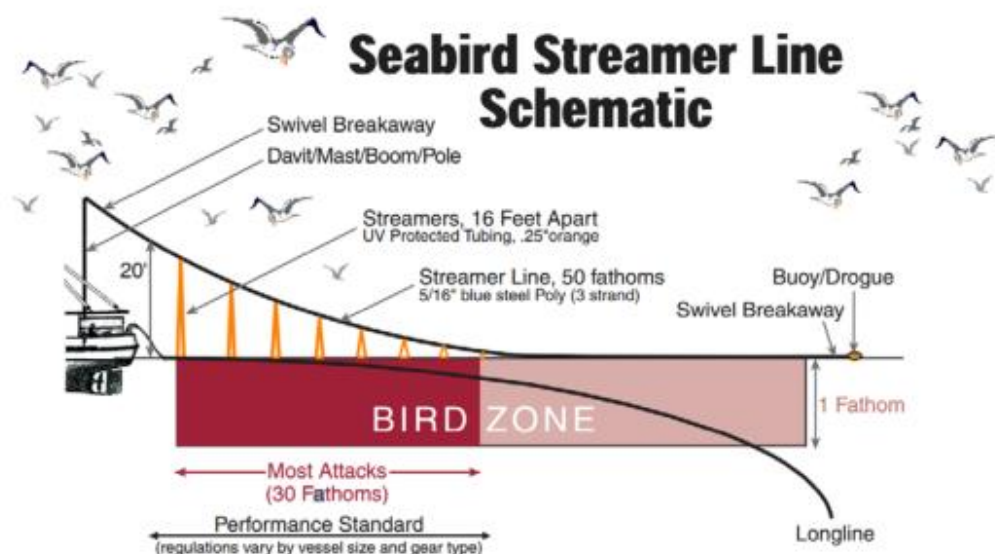 Seabird Streamer Line
Schematic
Swivel Breakaway
Davit/Mast/Boom/Pole
Streamers, 16 Feet Apart
UV Protected Tubing, .25"orange
20'
Streamer Line, 50 fathoms
5/16" blue steel Poly (3 strand)
Buoy/Drogue
Swivel Breakaway
1 Fathom
BIRD ZONE
Most Attacks
(30 Fathoms)
Performance Standard
(regulations vary by vessel size and gear type)
Longline